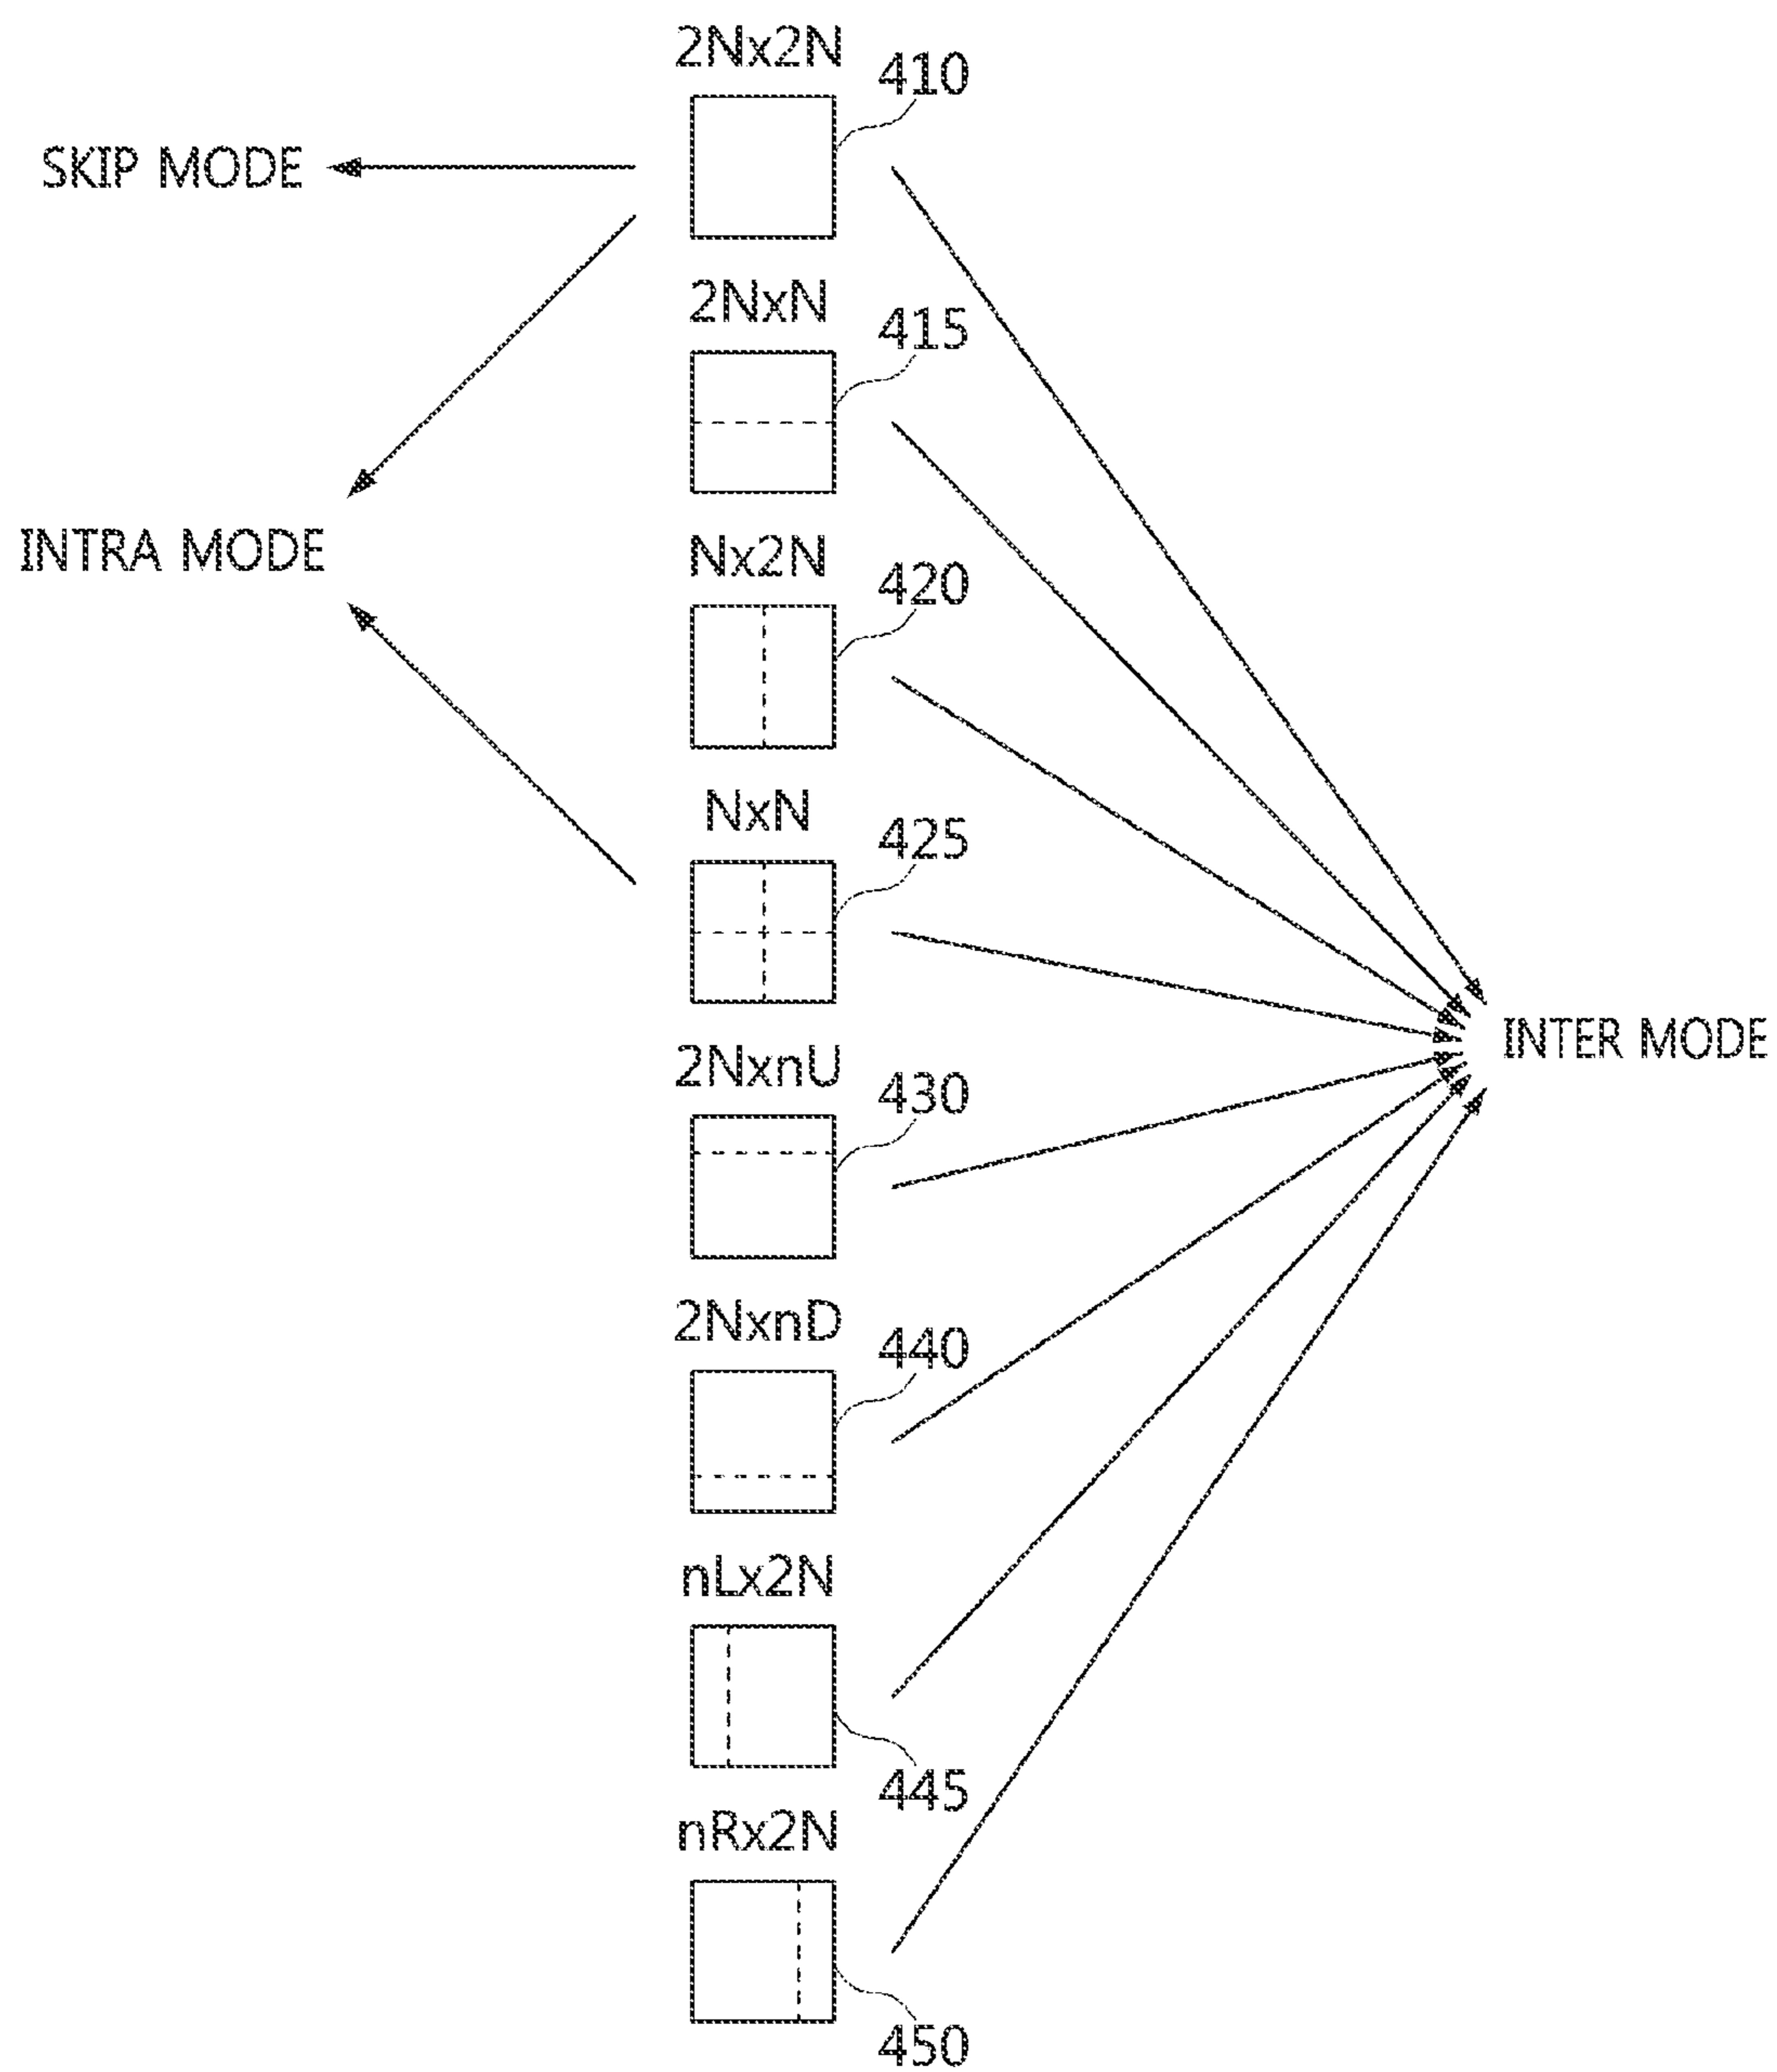 2Nx2N
410
SKIP MODE
2NxN
415
INTRA MODE
Nx2N
420
NxN
425
INTER MODE
2NxnU
430
2NxnD
440
nLx2N
445
nRx2N
450